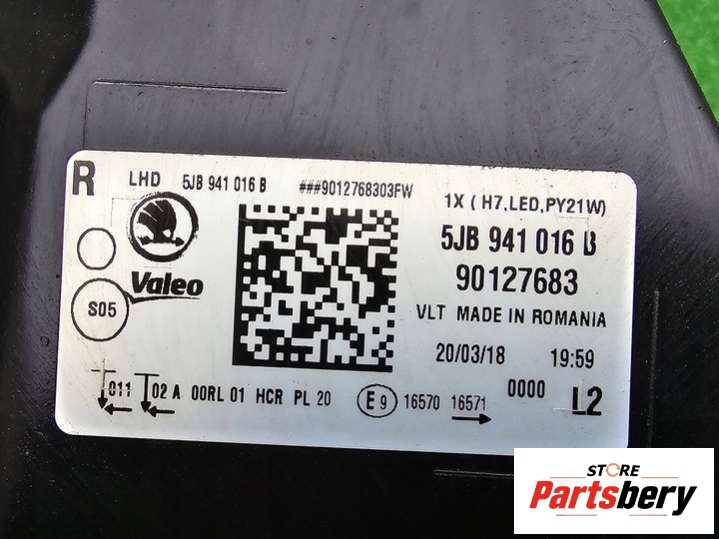 R LHD 5JB 941 016 B ###9012768303FW 1X ( H7,LED,PY21W)
5JB 941 016 B
Valeo 90127683
S05 VLT MADE IN ROMANIA
20/03/18 19:59
011 02 A 00RL 01 HCR PL 20 E 9 16570 16571 0000 L2
STORE
Partsbery